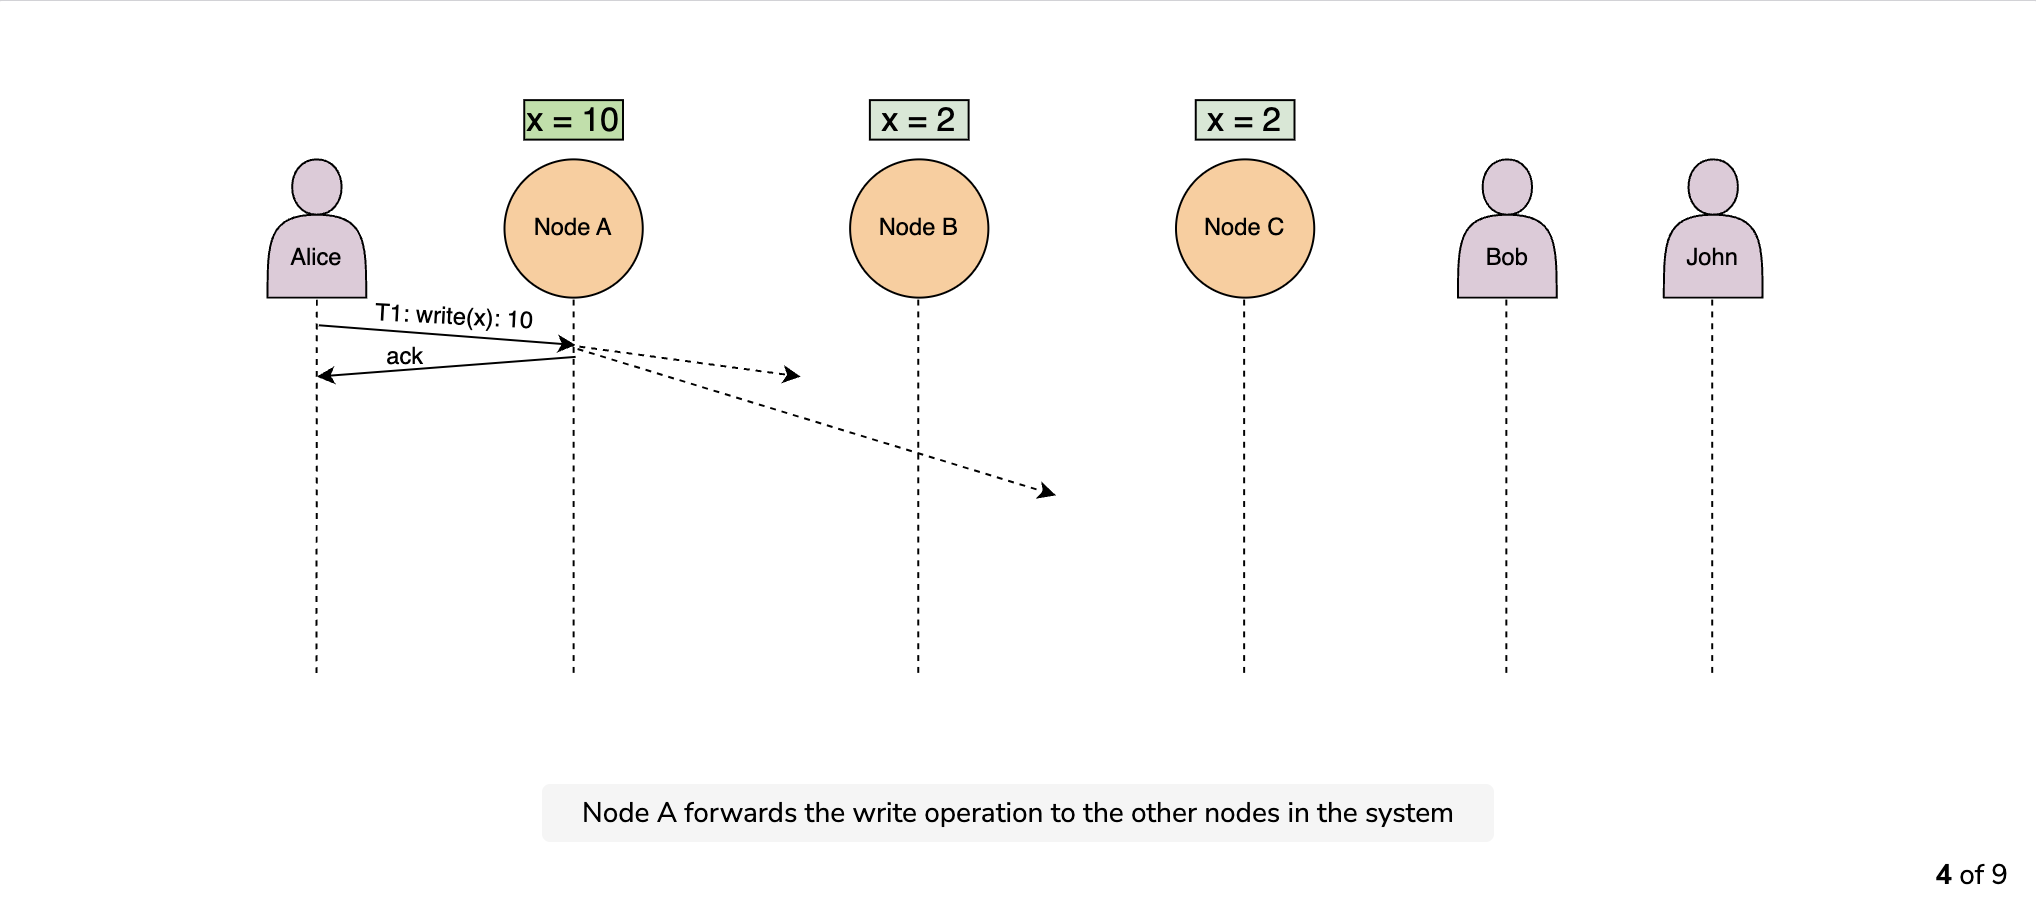 x = 10
x = 2
x = 2
Alice
Node A
Node B
Node C
Bob
John
T1: write(x): 10
ack
Node A forwards the write operation to the other nodes in the system
4 of 9